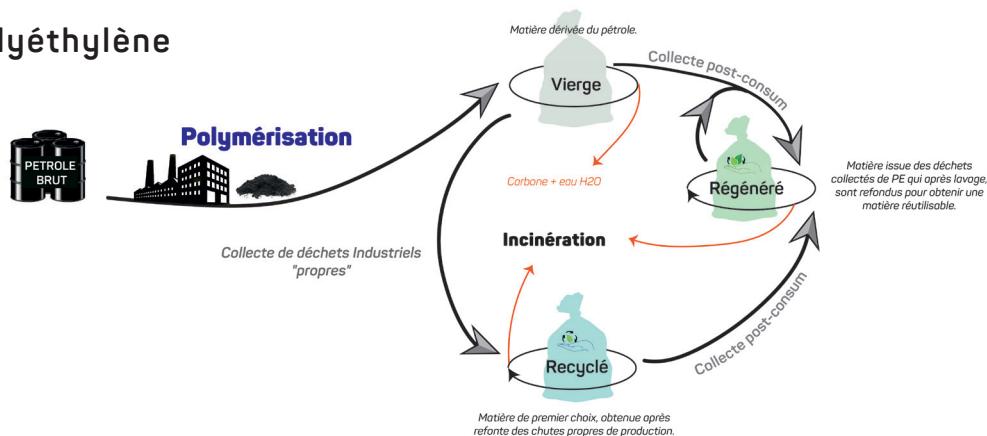 lyéthylène
Matière dérivée du pétrole.
Collecte post-consum
Vierge
Polymérisation
PETROLE
BRUT
Carbone + eau H2O
Régénéré
Matière issue des déchets
collectés de PE qui après lavage,
sont refondus pour obtenir une
matière réutilisable.
Incinération
Collecte de déchets Industriels
"propres"
Collecte post-consum
Recyclé
Matière de premier choix, obtenue après
refonte des chutes propres de production.